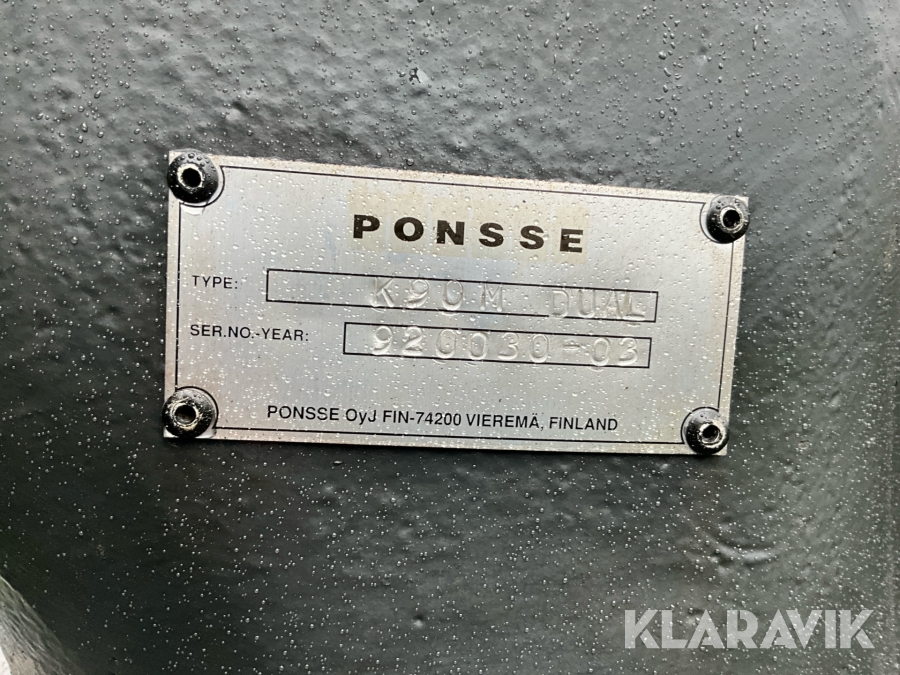 PONSSE
TYPE: K90M DUAL
SER.NO.-YEAR: 920030-03
PONSSE OyJ FIN-74200 VIEREMÄ, FINLAND
KLARAVIK